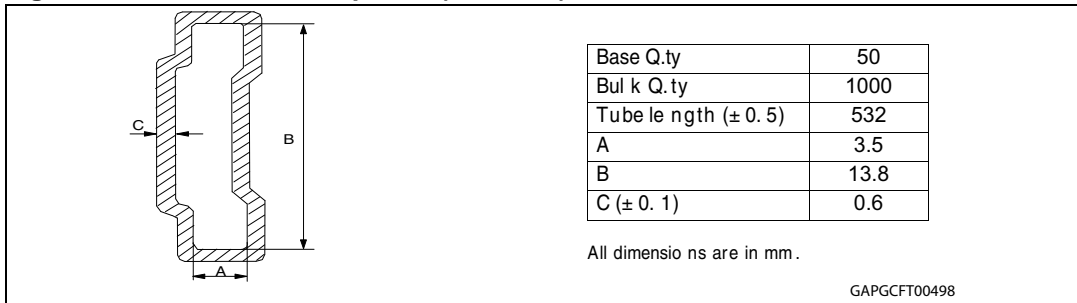 C
B
A
Base Q.ty 50
Bul k Q. ty 1000
Tube le ngth (± 0. 5) 532
A 3.5
B 13.8
C (± 0. 1) 0.6
All dimensio ns are in mm .
GAPGCFT00498